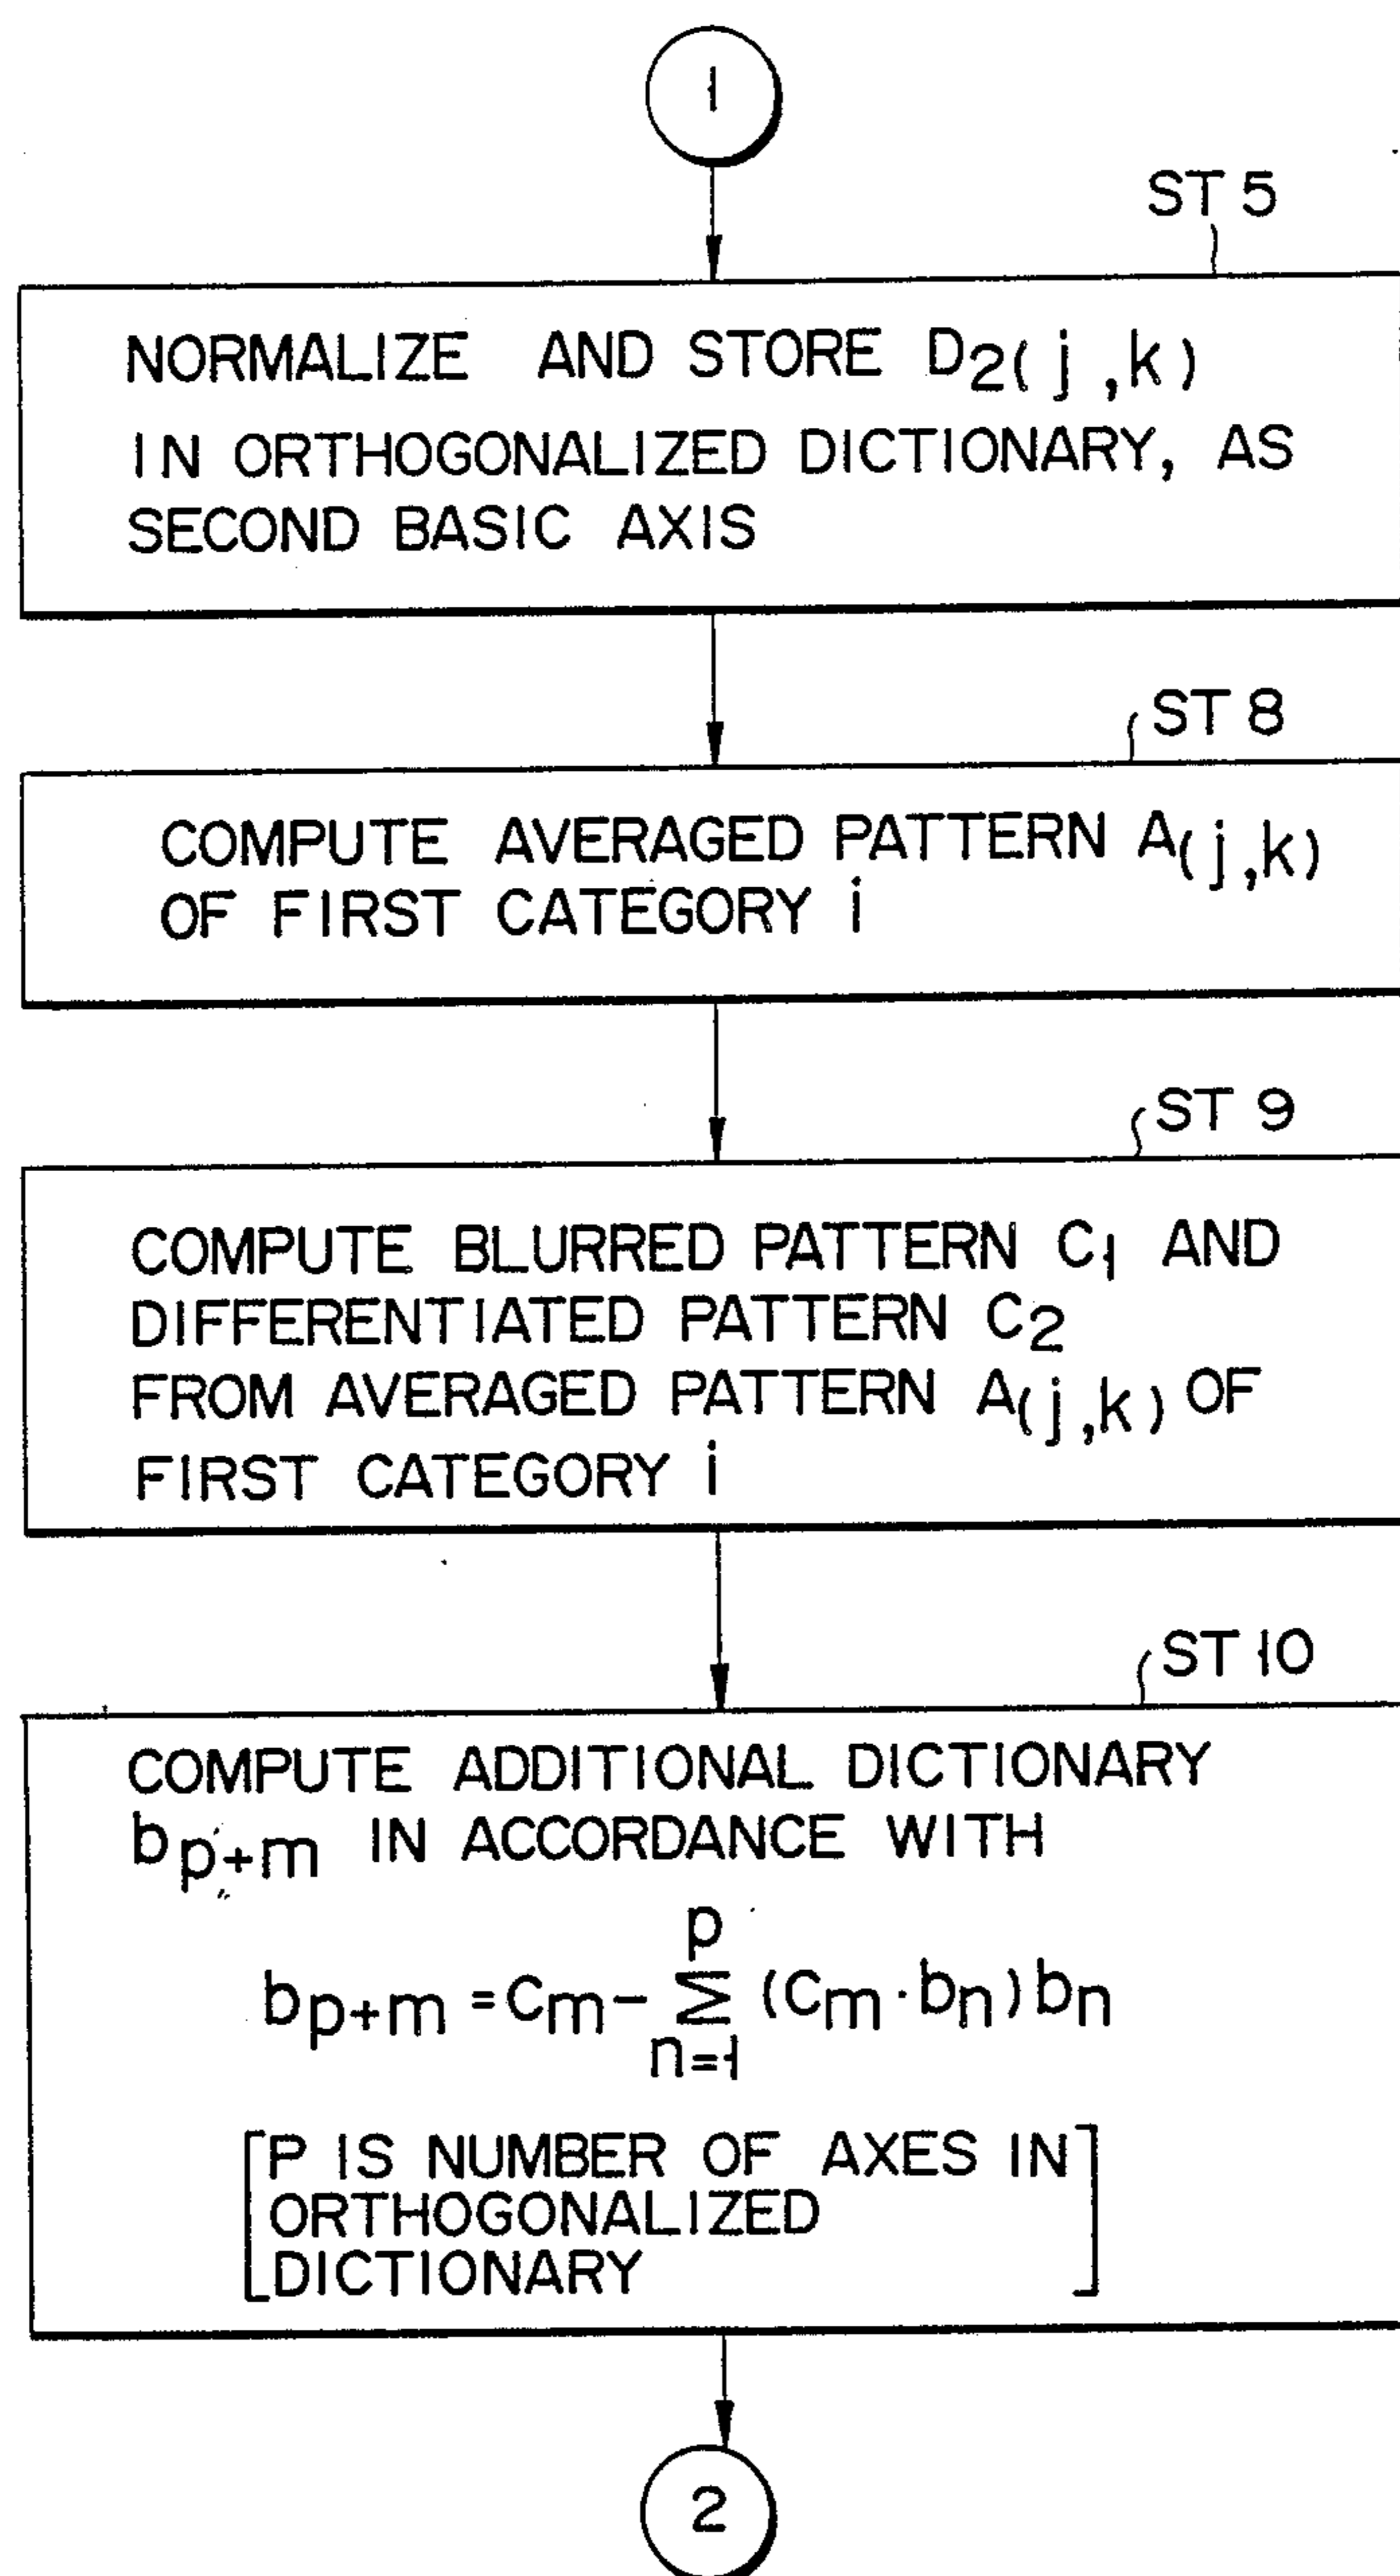 1
ST 5
NORMALIZE AND STORE D2(j,k)
IN ORTHOGONALIZED DICTIONARY, AS
SECOND BASIC AXIS
ST 8
COMPUTE AVERAGED PATTERN A(j,k)
OF FIRST CATEGORY i
ST 9
COMPUTE BLURRED PATTERN C1 AND
DIFFERENTIATED PATTERN C2
FROM AVERAGED PATTERN A(j,k) OF
FIRST CATEGORY i
ST 10
COMPUTE ADDITIONAL DICTIONARY
bp+m IN ACCORDANCE WITH
p
bp+m = Cm − Σ (Cm · bn) bn
n=1
[P IS NUMBER OF AXES IN
ORTHOGONALIZED
DICTIONARY]
2